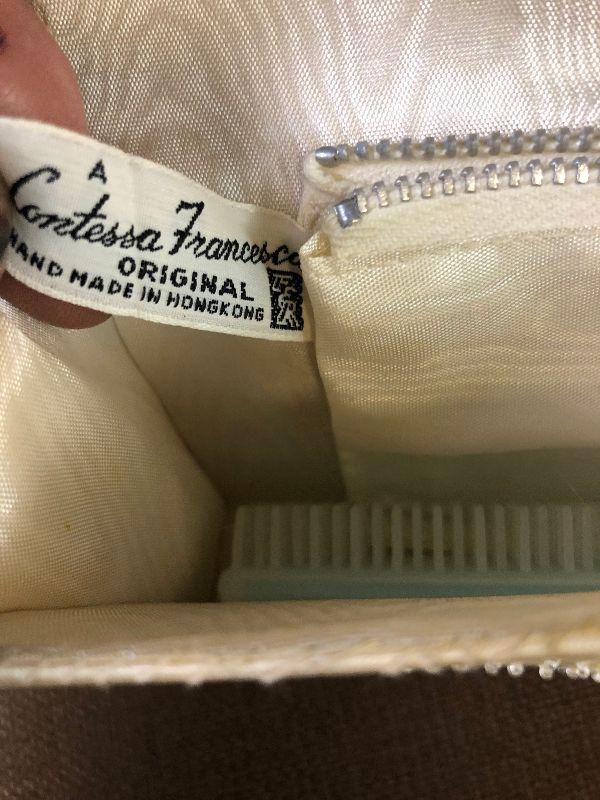 A
Contessa Francesca
ORIGINAL
HAND MADE IN HONGKONG